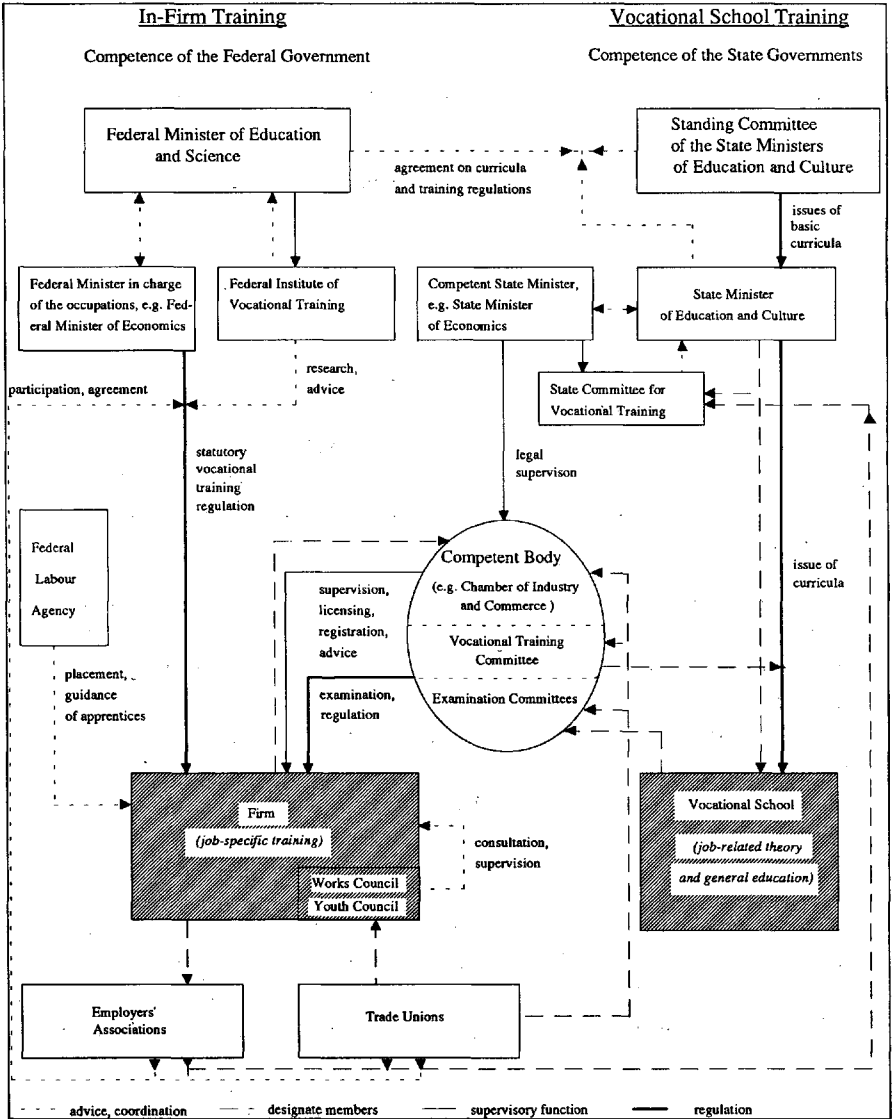 In-Firm Training
Vocational School Training
Competence of the Federal Government
Competence of the State Governments
Federal Minister of Education
and Science
Standing Committee
of the State Ministers
of Education and Culture
agreement on curricula
and training regulations
issues of
basic
curricula
Federal Minister in charge
of the occupations, e.g. Fed-
eral Minister of Economics
Federal Institute of
Vocational Training
Competent State Minister,
e.g. State Minister
of Economics
State Minister
of Education and Culture
participation, agreement
research,
advice
State Committee for
Vocational Training
statutory
vocational
training
regulation
legal
supervison
Federal
Labour
Agency
Competent Body
(e.g. Chamber of Industry
and Commerce )
Vocational Training
Committee
Examination Committees
issue of
curricula
supervision,
licensing,
registration,
advice
placement,
guidance
of apprentices
examination,
regulation
Firm
(job-specific training)
Works Council
Youth Council
consultation,
supervision
Vocational School
(job-related theory
and general education)
Employers'
Associations
Trade Unions
advice, coordination
designate members
supervisory function
regulation